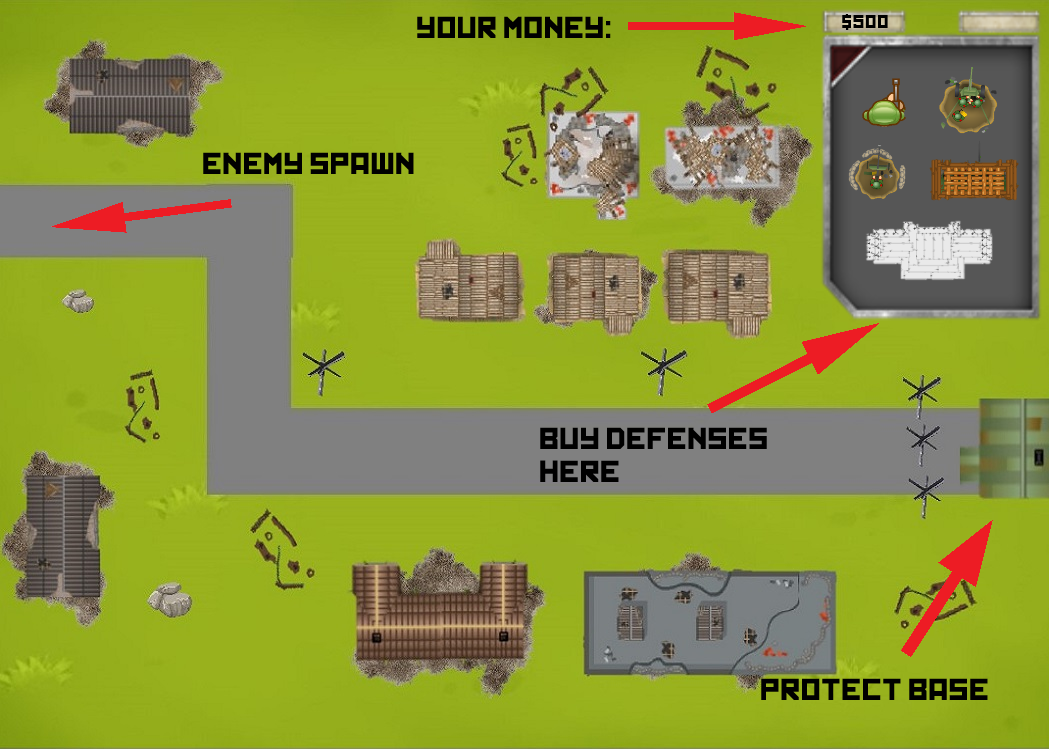 YOUR MONEY:
$500
ENEMY SPAWN
BUY DEFENSES
HERE
PROTECT BASE